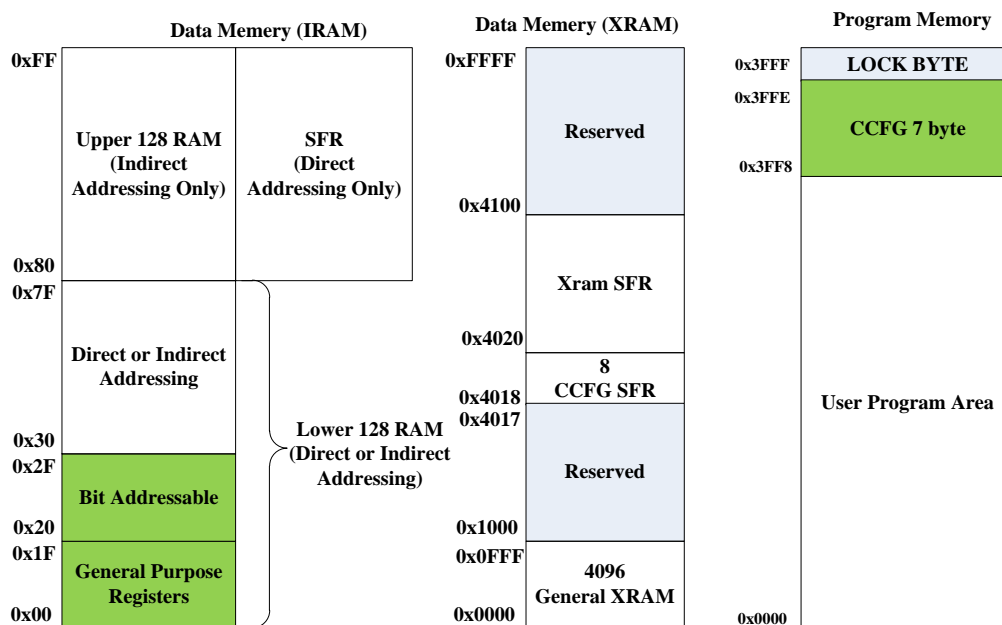 Data Memery (IRAM)
0xFF
Upper 128 RAM
(Indirect
Addressing Only)
SFR
(Direct
Addressing Only)
0x80
0x7F
Direct or Indirect
Addressing
0x30
0x2F
Bit Addressable
0x20
0x1F
General Purpose
Registers
0x00
Lower 128 RAM
(Direct or Indirect
Addressing)
Data Memery (XRAM)
0xFFFF
Reserved
0x4100
Xram SFR
0x4020
8
CCFG SFR
0x4018
0x4017
Reserved
0x1000
0x0FFF
4096
General XRAM
0x0000
Program Memory
0x3FFF
LOCK BYTE
0x3FFE
CCFG 7 byte
0x3FF8
User Program Area
0x0000